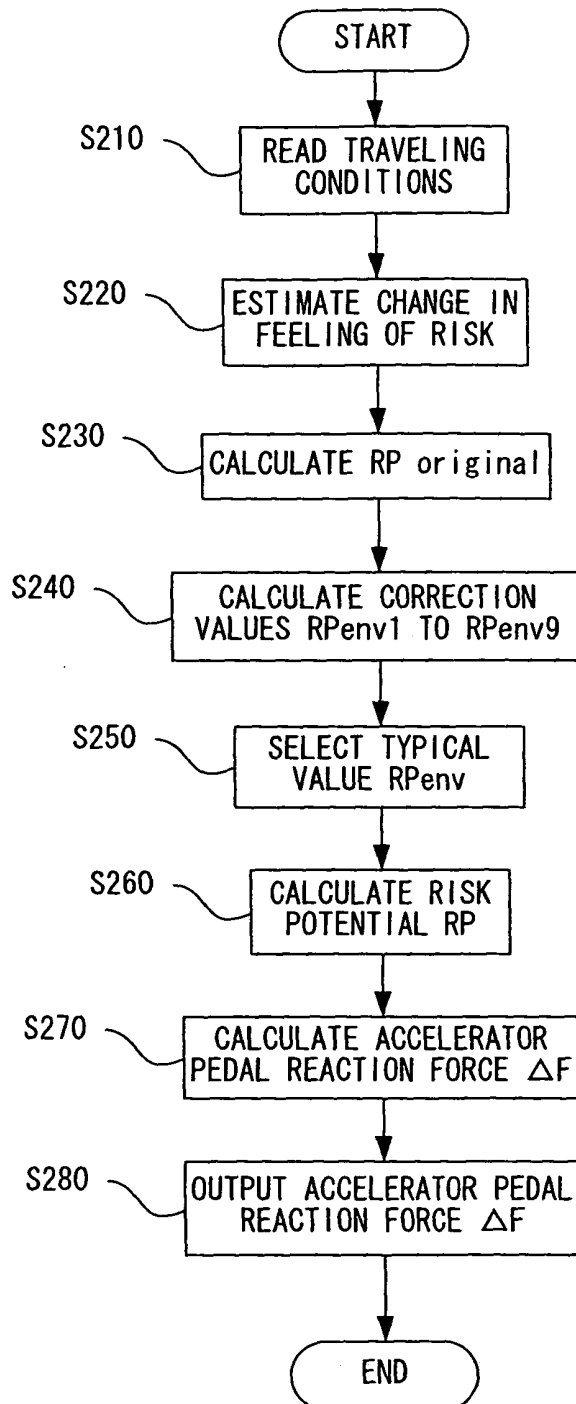 START
S210
READ TRAVELING
CONDITIONS
S220
ESTIMATE CHANGE IN
FEELING OF RISK
S230
CALCULATE RP original
S240
CALCULATE CORRECTION
VALUES RPenv1 TO RPenv9
S250
SELECT TYPICAL
VALUE RPenv
S260
CALCULATE RISK
POTENTIAL RP
S270
CALCULATE ACCELERATOR
PEDAL REACTION FORCE △F
S280
OUTPUT ACCELERATOR PEDAL
REACTION FORCE △F
END